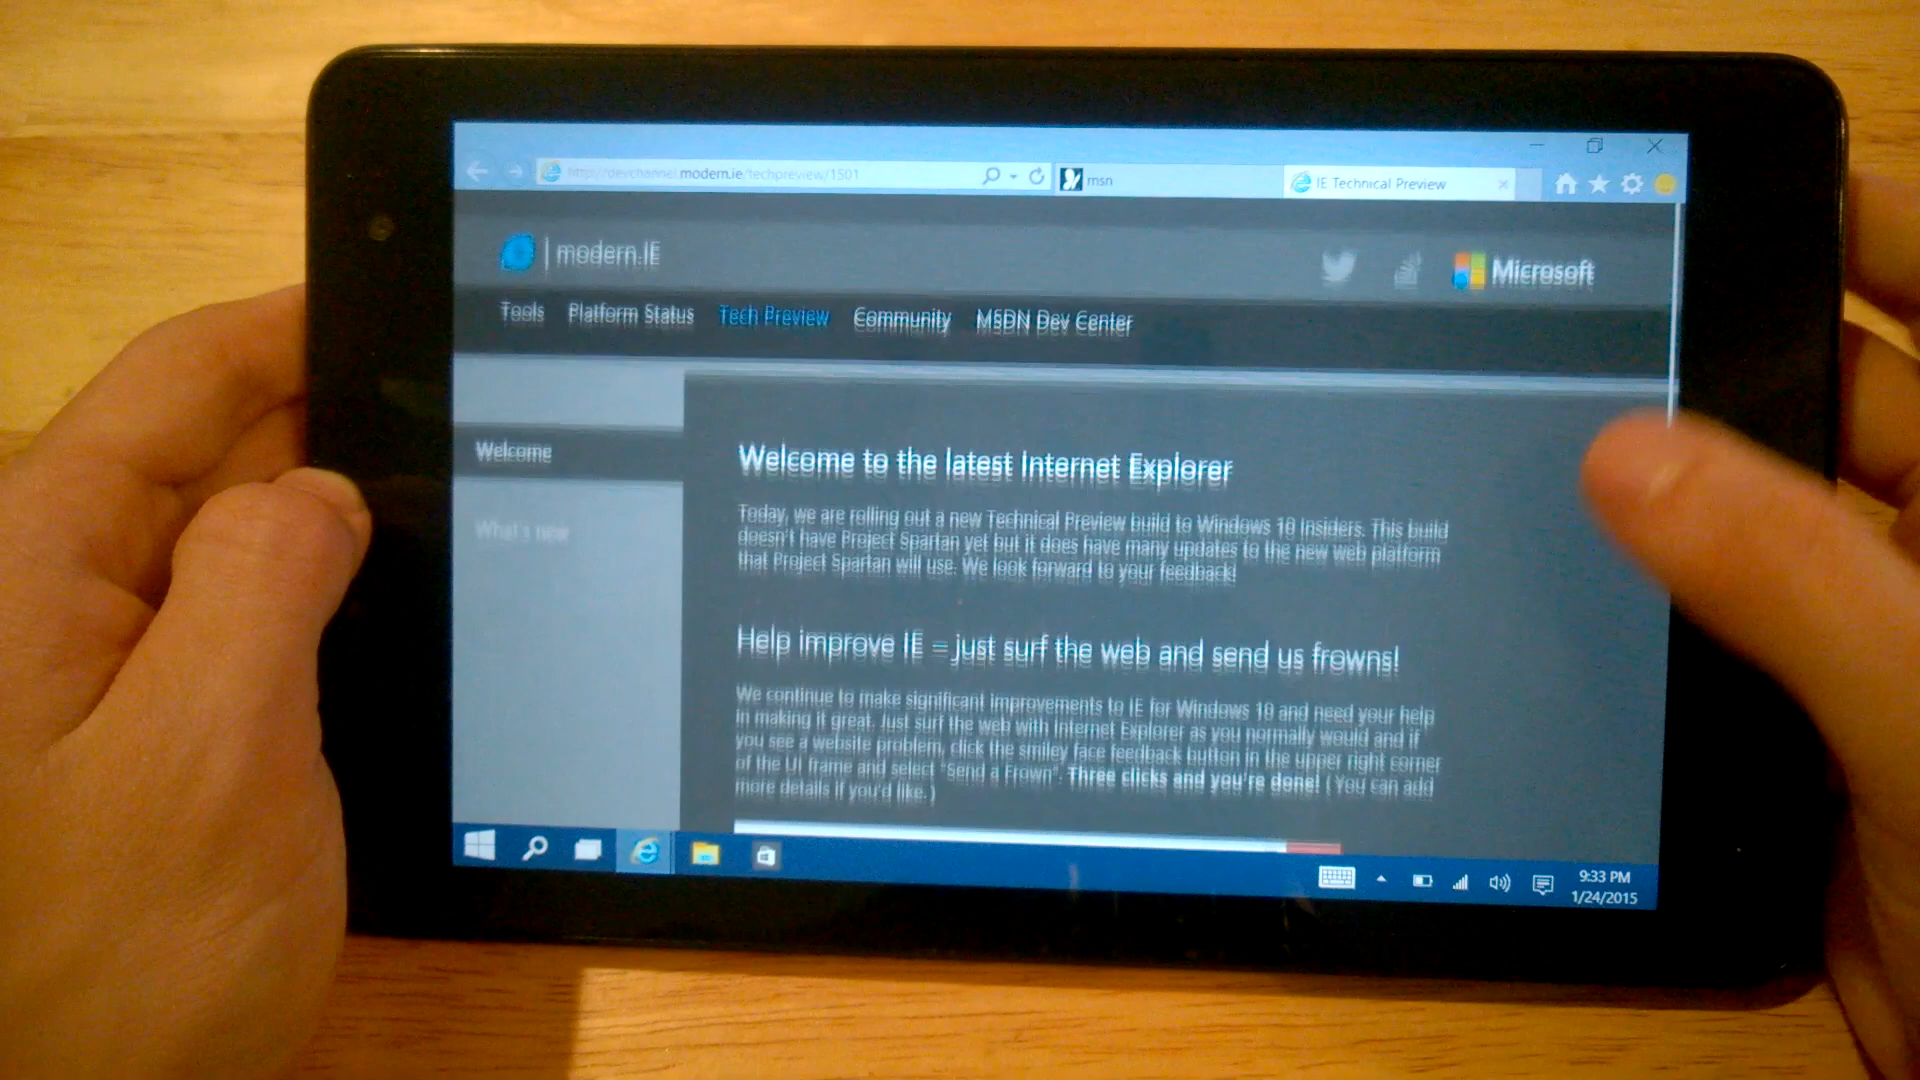 http://devchannel.modern.ie/techpreview/1501
msn
IE Technical Preview
modern.IE
Microsoft
Tools Platform Status Tech Preview Community MSDN Dev Center
Welcome
What's new
Welcome to the latest Internet Explorer
Today, we are rolling out a new Technical Preview build to Windows 10 Insiders. This build
doesn't have Project Spartan yet but it does have many updates to the new web platform
that Project Spartan will use. We look forward to your feedback!
Help improve IE – just surf the web and send us frowns!
We continue to make significant improvements to IE for Windows 10 and need your help
in making it great. Just surf the web with Internet Explorer as you normally would and if
you see a website problem, click the smiley face feedback button in the upper right corner
of the UI frame and select "Send a Frown". Three clicks and you're done! (You can add
more details if you'd like.)
9:33 PM
1/24/2015